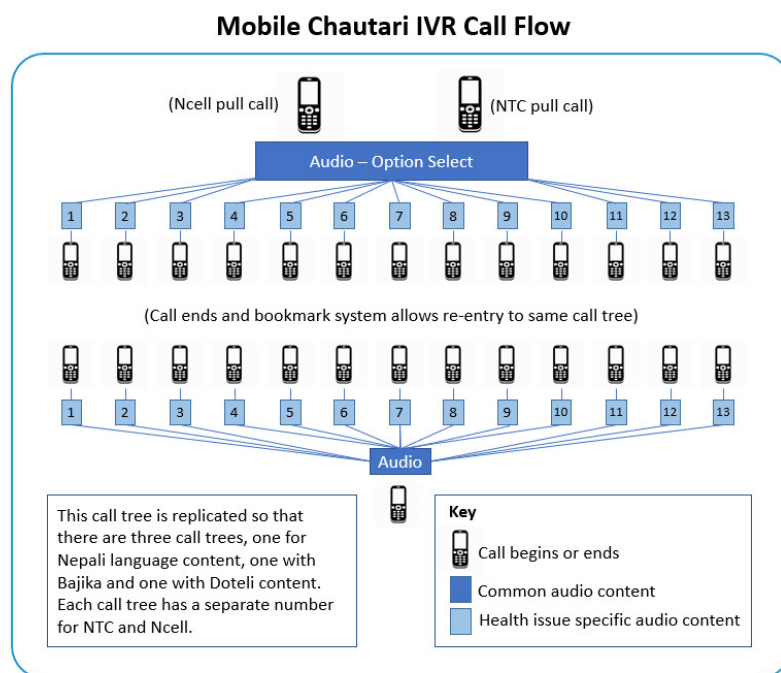 Mobile Chautari IVR Call Flow
(Ncell pull call)
(NTC pull call)
Audio – Option Select
1 2 3 4 5 6 7 8 9 10 11 12 13
(Call ends and bookmark system allows re-entry to same call tree)
1 2 3 4 5 6 7 8 9 10 11 12 13
Audio
This call tree is replicated so that
there are three call trees, one for
Nepali language content, one with
Bajika and one with Doteli content.
Each call tree has a separate number
for NTC and Ncell.
Key
Call begins or ends
Common audio content
Health issue specific audio content